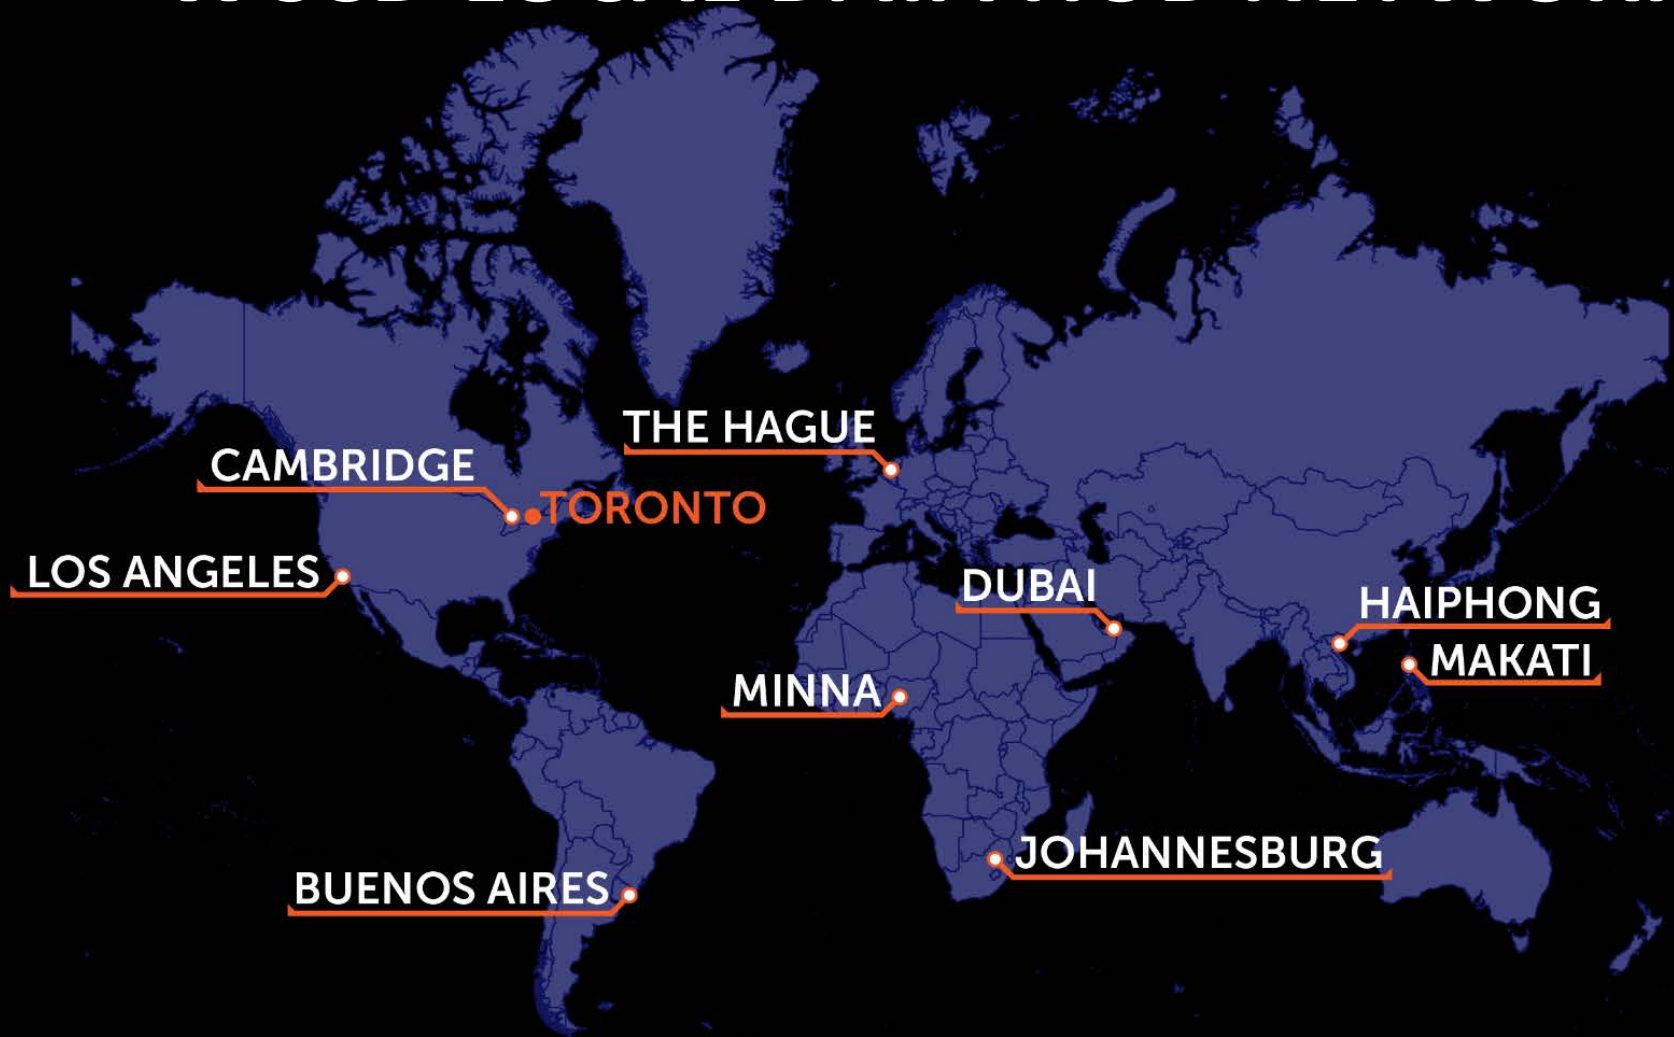 THE HAGUE
CAMBRIDGE
TORONTO
LOS ANGELES
DUBAI
HAIPHONG
MAKATI
MINNA
JOHANNESBURG
BUENOS AIRES